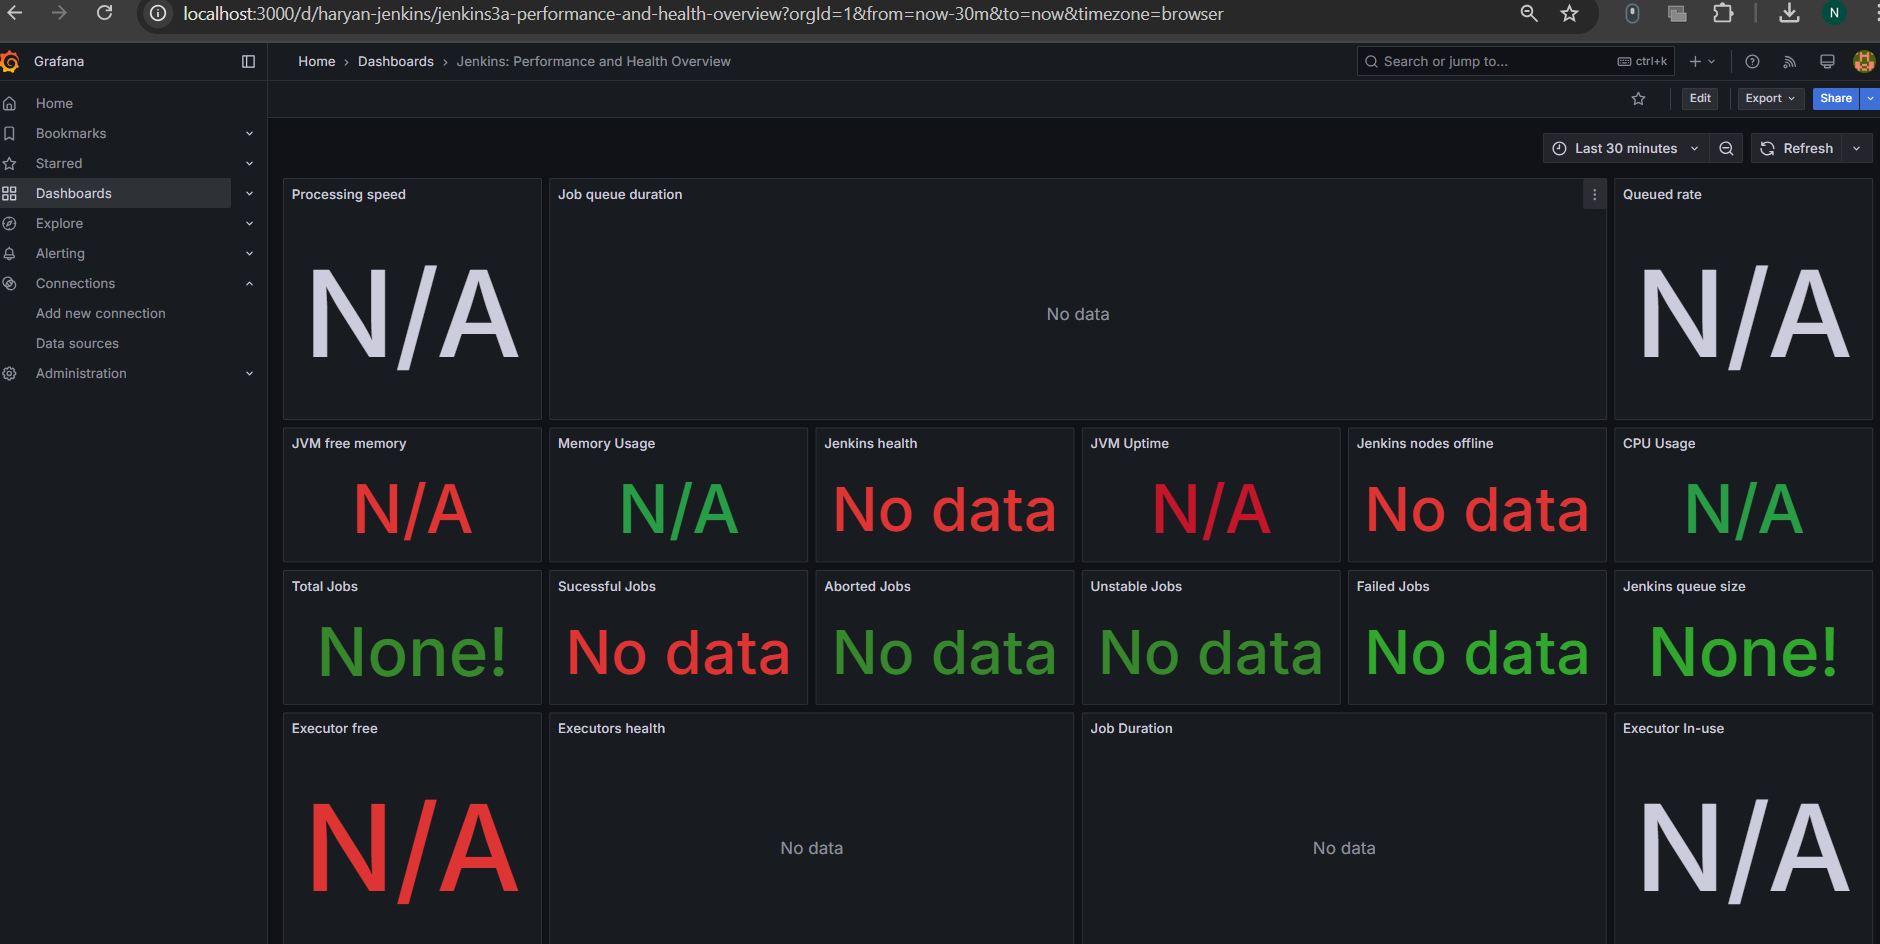 localhost:3000/d/haryan-jenkins/jenkins3a-performance-and-health-overview?orgId=1&from=now-30m&to=now&timezone=browser
N
Grafana
Home › Dashboards › Jenkins: Performance and Health Overview
Search or jump to...
ctrl+k
Edit
Export
Share
Home
Bookmarks
Starred
Dashboards
Explore
Alerting
Connections
Add new connection
Data sources
Administration
Last 30 minutes
Refresh
Processing speed
N/A
Job queue duration
No data
Queued rate
N/A
JVM free memory
N/A
Memory Usage
N/A
Jenkins health
No data
JVM Uptime
N/A
Jenkins nodes offline
No data
CPU Usage
N/A
Total Jobs
None!
Sucessful Jobs
No data
Aborted Jobs
No data
Unstable Jobs
No data
Failed Jobs
No data
Jenkins queue size
None!
Executor free
N/A
Executors health
No data
Job Duration
No data
Executor In-use
N/A